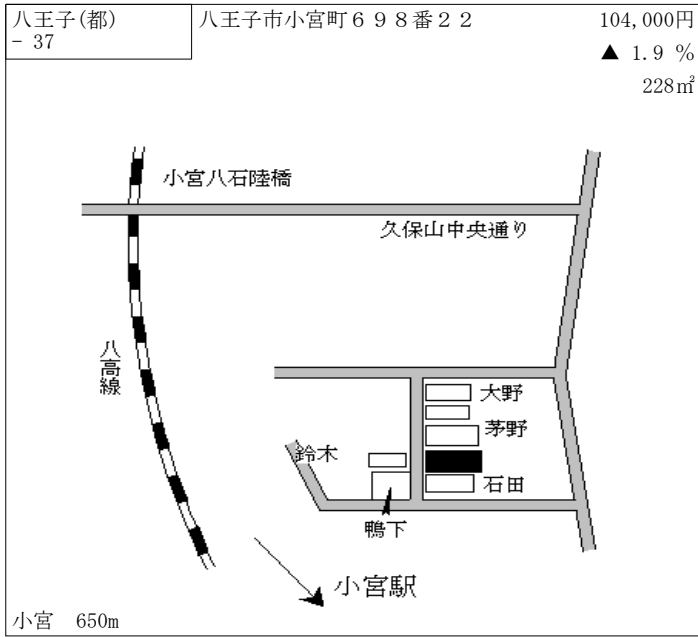 八王子(都)
- 37
八王子市小宮町６９８番２２
104,000円
▲ 1.9 %
228㎡
小宮八石陸橋
久保山中央通り
八高線
大野
茅野
鈴木
石田
鴨下
小宮駅
小宮 650m